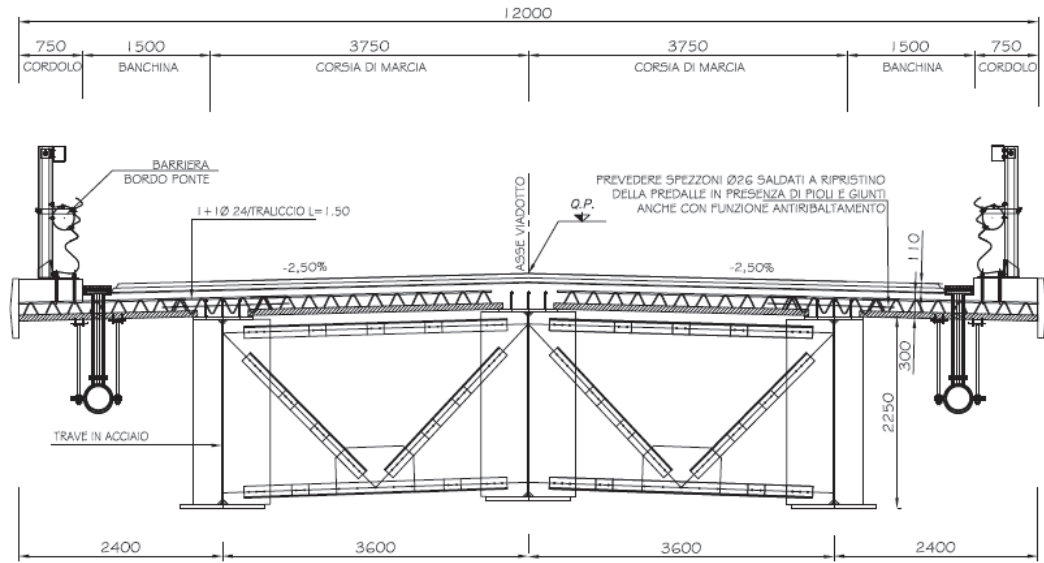 12000
750 1500 3750 3750 1500 750
CORDOLO BANCHINA CORSIA DI MARCIA CORSIA DI MARCIA BANCHINA CORDOLO
BARRIERA
BORDO PONTE
1+1Ø 24/TRALICCIO L=1.50
ASSE VIADOTTO
Q.P.
PREVEDERE SPEZZONI Ø26 SALDATI A RIPRISTINO
DELLA PREDALLE IN PRESENZA DI PIOLI E GIUNTI
ANCHE CON FUNZIONE ANTIRIBALTAMENTO
110
-2,50% -2,50%
300
2250
TRAVE IN ACCIAIO
2400 3600 3600 2400